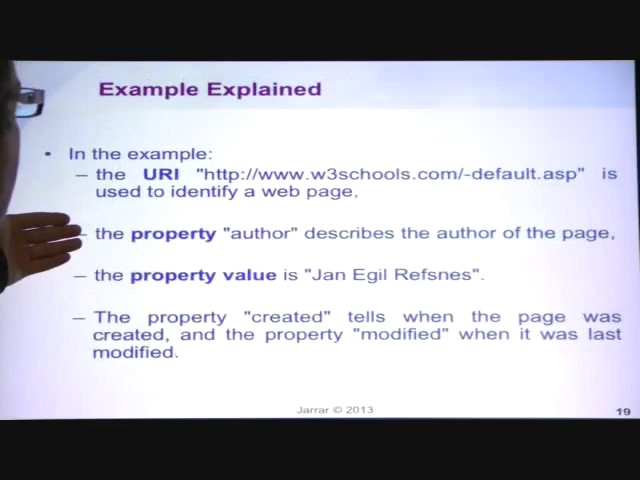 Example Explained
• In the example:
– the URI "http://www.w3schools.com/-default.asp" is
used to identify a web page,
– the property "author" describes the author of the page,
– the property value is "Jan Egil Refsnes".
– The property "created" tells when the page was
created, and the property "modified" when it was last
modified.
Jarrar © 2013
19